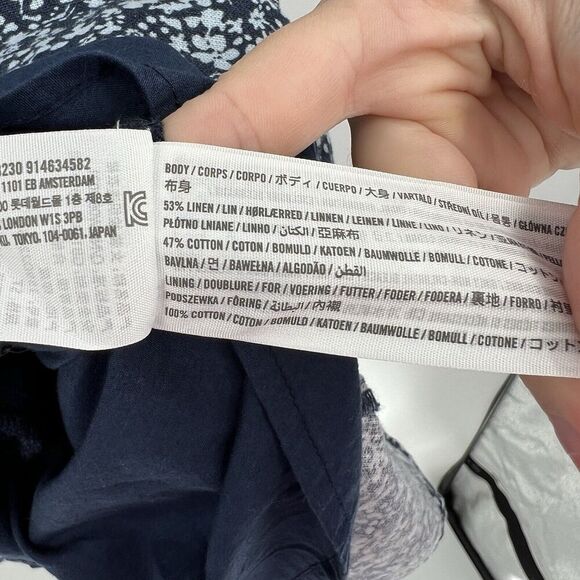 3230 914634582
1101 EB AMSTERDAM
00 롯데월드몰 1층 제8호
LONDON W1S 3PB
KU, TOKYO, 104-0061, JAPAN
BODY / CORPS / CORPO / ボディ / CUERPO / 大身 / VARTALO / STŘEDNÍ DÍL / 몸통 / GŁÓWNA
布身
53% LINEN / LIN / HØRLÆRRED / LINNEN / LEINEN / LINHE / LINO / リネン /
PŁÓTNO LNIANE / LINHO / الكتان / 亞麻布
47% COTTON / COTON / BOMULD / KATOEN / BAUMWOLLE / BOMULL / COTONE / コットン
BAVLNA / 면 / BAWEŁNA / ALGODÃO / القطن
LINING / DOUBLURE / FOR / VOERING / FUTTER / FODER / FODERA / 裏地 / FORRO / 衬里
PODSZEWKA / FÖRING / البطانة / 內襯
100% COTTON / COTON / BOMULD / KATOEN / BAUMWOLLE / BOMULL / COTONE / コットン